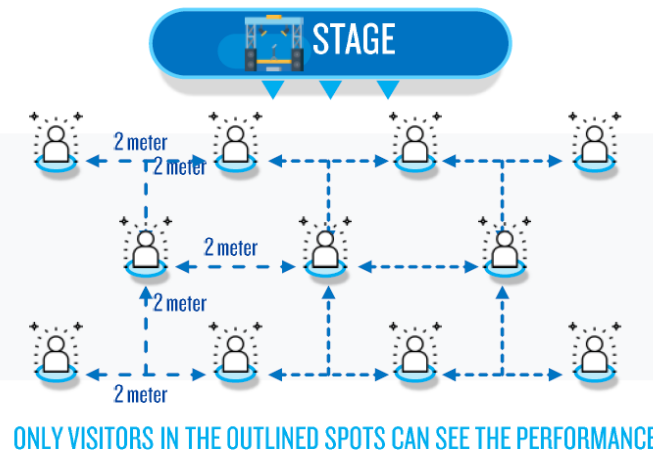 STAGE
2 meter
2 meter
2 meter
2 meter
2 meter
ONLY VISITORS IN THE OUTLINED SPOTS CAN SEE THE PERFORMANCE